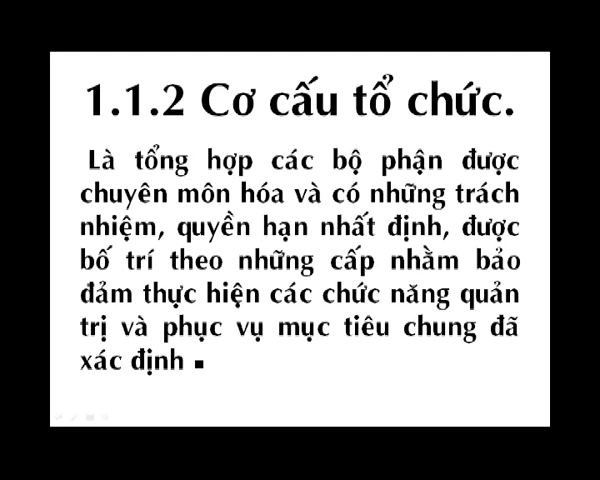 1.1.2 Cơ cấu tổ chức.
Là tổng hợp các bộ phận được
chuyên môn hóa và có những trách
nhiệm, quyền hạn nhất định, được
bố trí theo những cấp nhằm bảo
đảm thực hiện các chức năng quản
trị và phục vụ mục tiêu chung đã
xác định